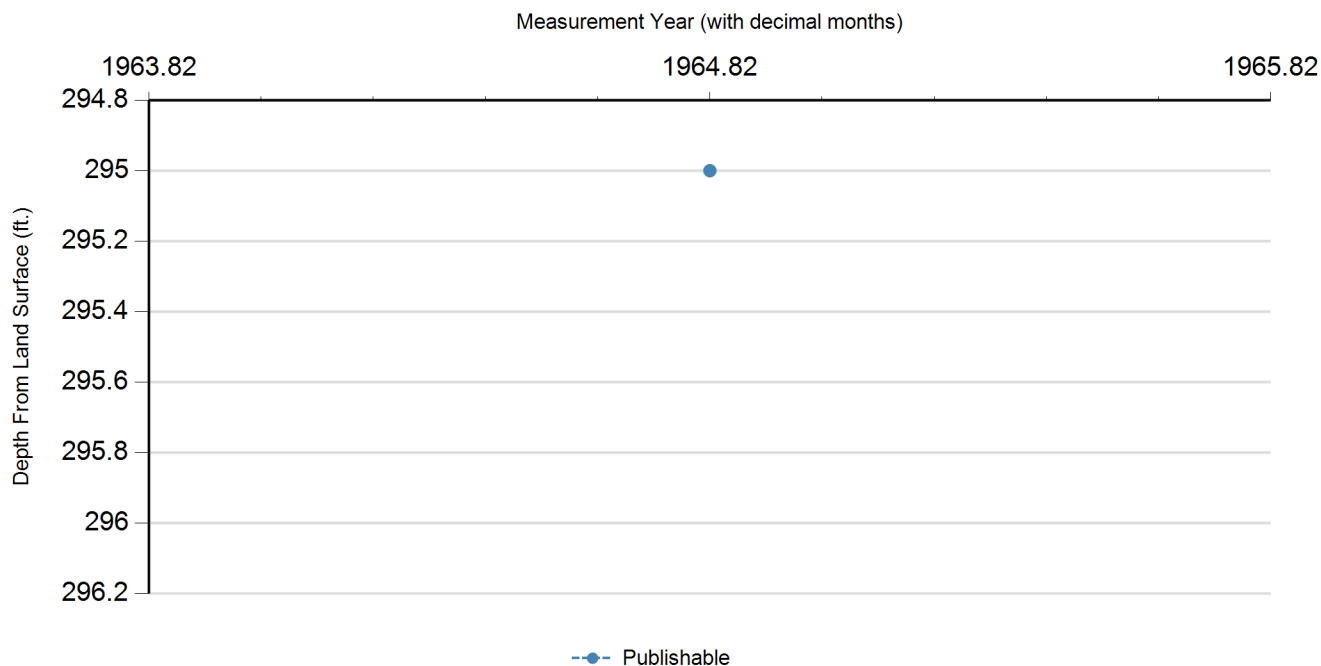 Measurement Year (with decimal months)
1963.82 1964.82 1965.82
Depth From Land Surface (ft.)
294.8
295
295.2
295.4
295.6
295.8
296
296.2
Publishable